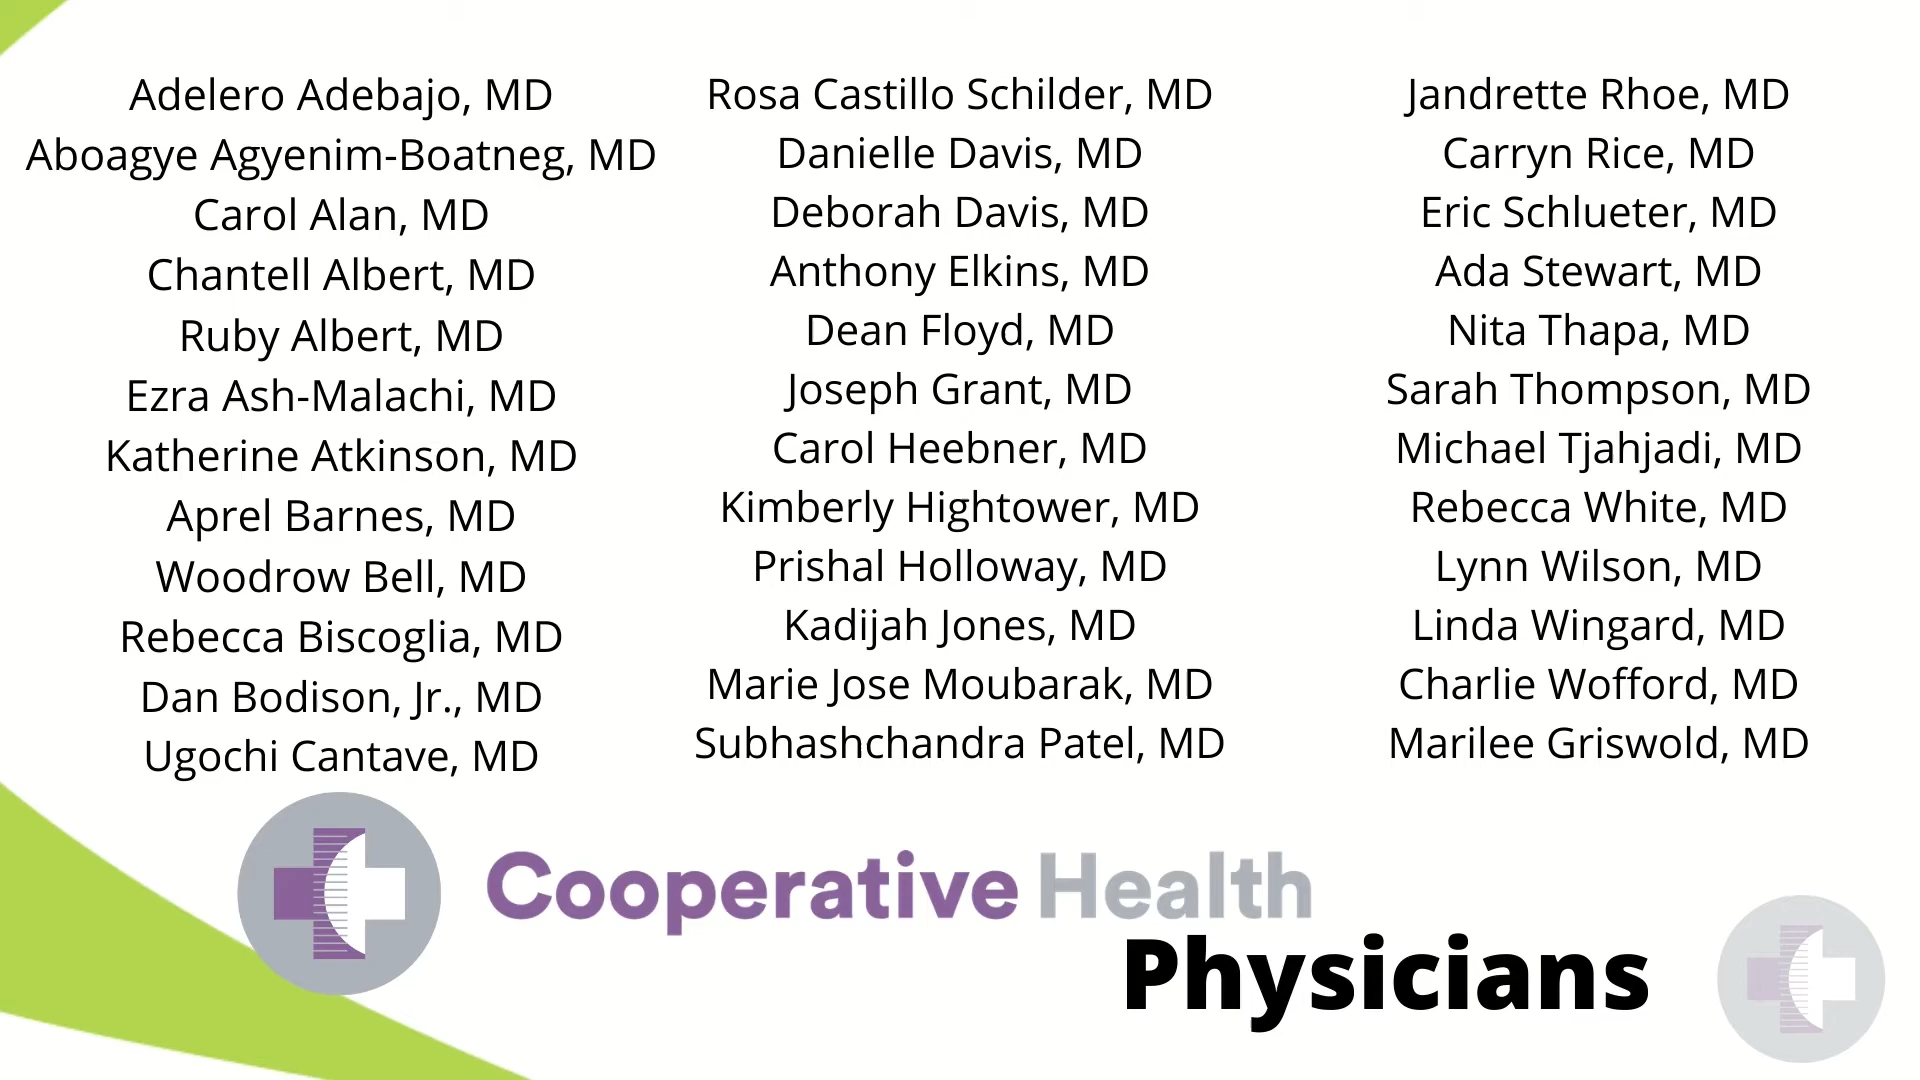 Adelero Adebajo, MD
Aboagye Agyenim-Boatneg, MD
Carol Alan, MD
Chantell Albert, MD
Ruby Albert, MD
Ezra Ash-Malachi, MD
Katherine Atkinson, MD
Aprel Barnes, MD
Woodrow Bell, MD
Rebecca Biscoglia, MD
Dan Bodison, Jr., MD
Ugochi Cantave, MD
Rosa Castillo Schilder, MD
Danielle Davis, MD
Deborah Davis, MD
Anthony Elkins, MD
Dean Floyd, MD
Joseph Grant, MD
Carol Heebner, MD
Kimberly Hightower, MD
Prishal Holloway, MD
Kadijah Jones, MD
Marie Jose Moubarak, MD
Subhashchandra Patel, MD
Jandrette Rhoe, MD
Carryn Rice, MD
Eric Schlueter, MD
Ada Stewart, MD
Nita Thapa, MD
Sarah Thompson, MD
Michael Tjahjadi, MD
Rebecca White, MD
Lynn Wilson, MD
Linda Wingard, MD
Charlie Wofford, MD
Marilee Griswold, MD
Cooperative Health
Physicians